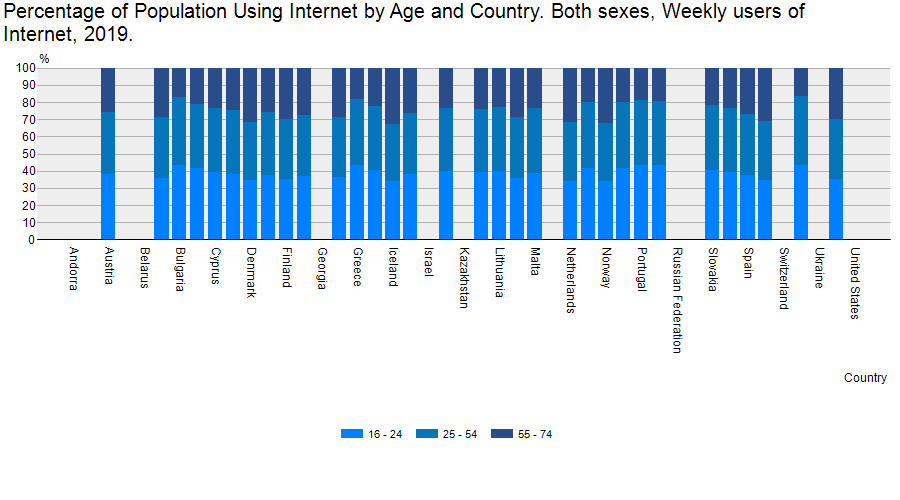 Percentage of Population Using Internet by Age and Country. Both sexes, Weekly users of
Internet, 2019.
%
100
90
80
70
60
50
40
30
20
10
0
Andorra
Austria
Belarus
Bulgaria
Cyprus
Denmark
Finland
Georgia
Greece
Iceland
Israel
Kazakhstan
Lithuania
Malta
Netherlands
Norway
Portugal
Russian Federation
Slovakia
Spain
Switzerland
Ukraine
United States
Country
16 - 24
25 - 54
55 - 74